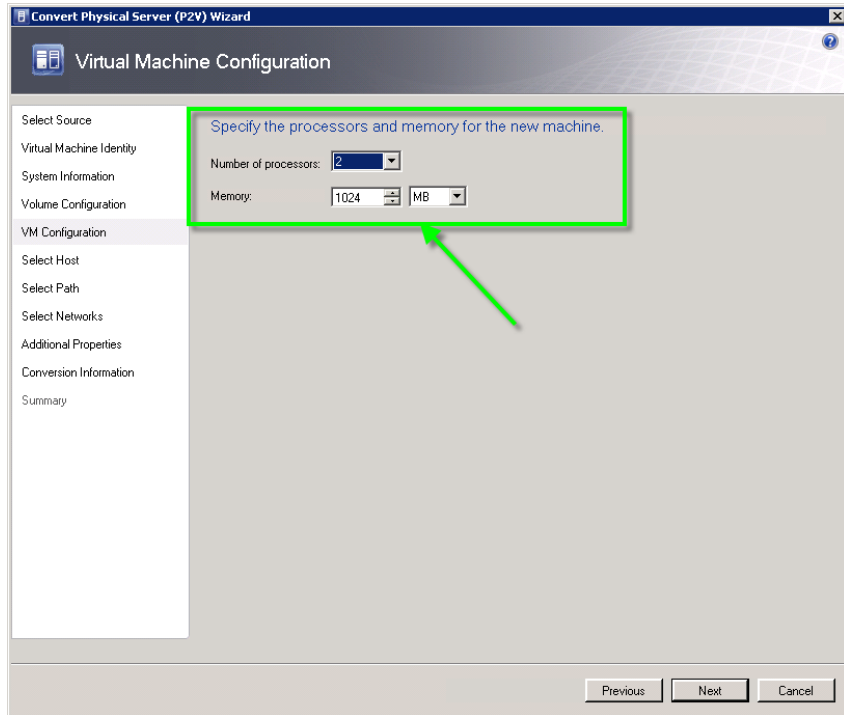 Convert Physical Server (P2V) Wizard
Virtual Machine Configuration
Select Source
Virtual Machine Identity
System Information
Volume Configuration
VM Configuration
Select Host
Select Path
Select Networks
Additional Properties
Conversion Information
Summary
Specify the processors and memory for the new machine.
Number of processors: 2
Memory: 1024 MB
Previous Next Cancel